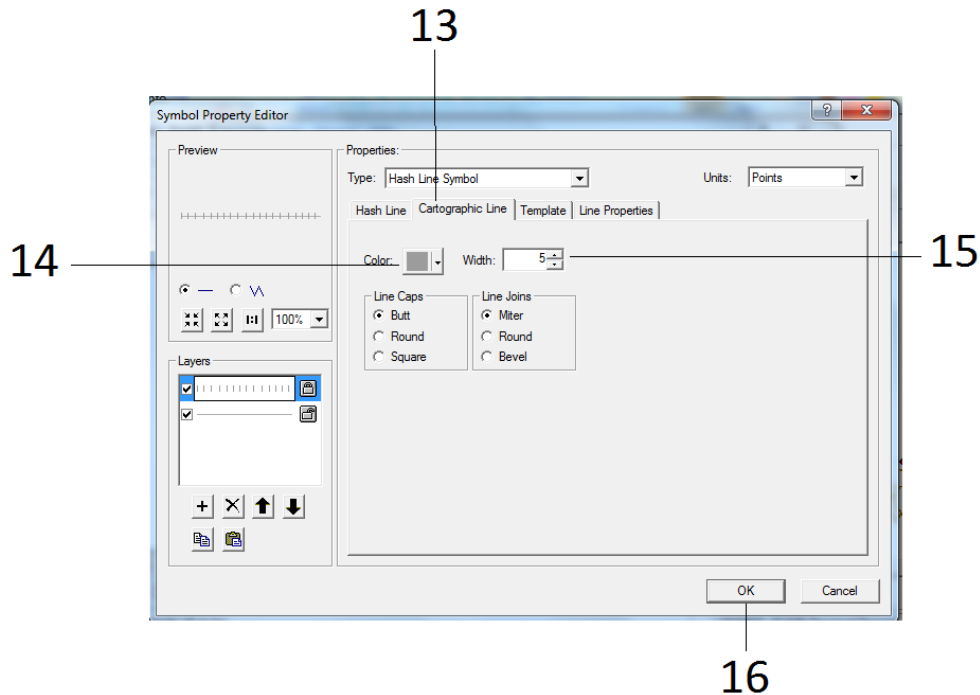 13
Symbol Property Editor
Preview
Properties:
Type: Hash Line Symbol Units: Points
Hash Line Cartographic Line Template Line Properties
14
Color: Width: 5
15
Line Caps Line Joins
Butt Miter
Round Round
Square Bevel
1:1 100%
Layers
OK Cancel
16